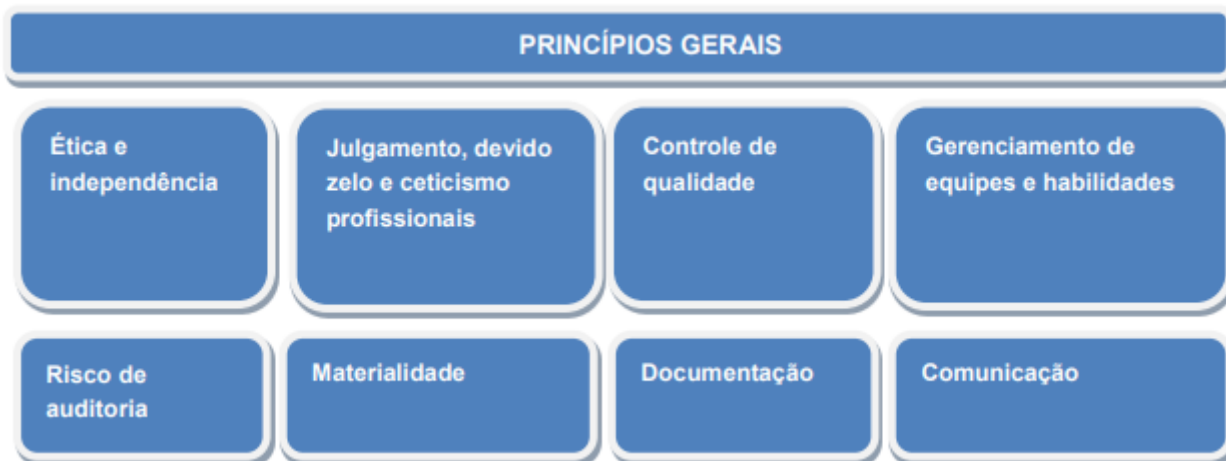 PRINCÍPIOS GERAIS
Ética e
independência
Julgamento, devido
zelo e ceticismo
profissionais
Controle de
qualidade
Gerenciamento de
equipes e habilidades
Risco de
auditoria
Materialidade
Documentação
Comunicação